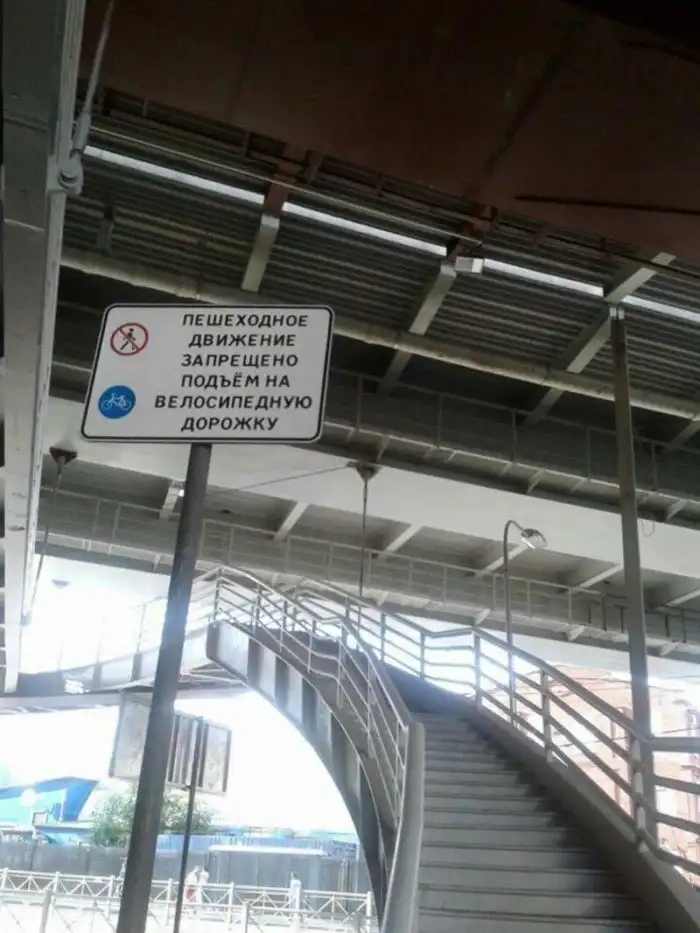 ПЕШЕХОДНОЕ
ДВИЖЕНИЕ
ЗАПРЕЩЕНО
ПОДЪЁМ НА
ВЕЛОСИПЕДНУЮ
ДОРОЖКУ